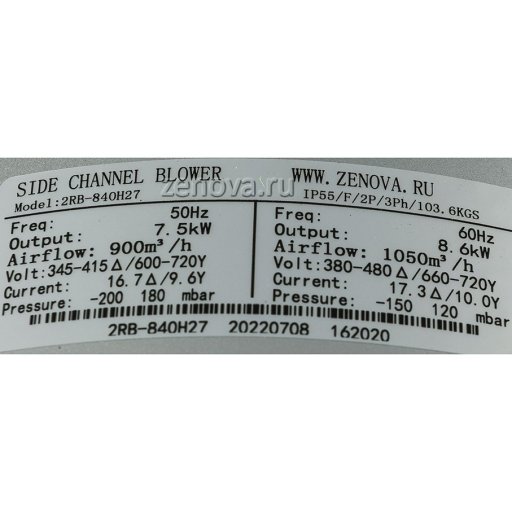 SIDE CHANNEL BLOWER WWW.ZENOVA.RU
zenova.ru
Model:2RB-840H27 IP55/F/2P/3Ph/103.6KGS
Freq: 50Hz
Output: 7.5kW
Airflow: 900m³/h
Volt:345-415Δ/600-720Y
Current: 16.7Δ/9.6Y
Pressure: -200 180 mbar
Freq: 60Hz
Output: 8.6kW
Airflow: 1050m³/h
Volt:380-480Δ/660-720Y
Current: 17.3Δ/10.0Y
Pressure: -150 120 mbar
zenova.ru
2RB-840H27 20220708 162020